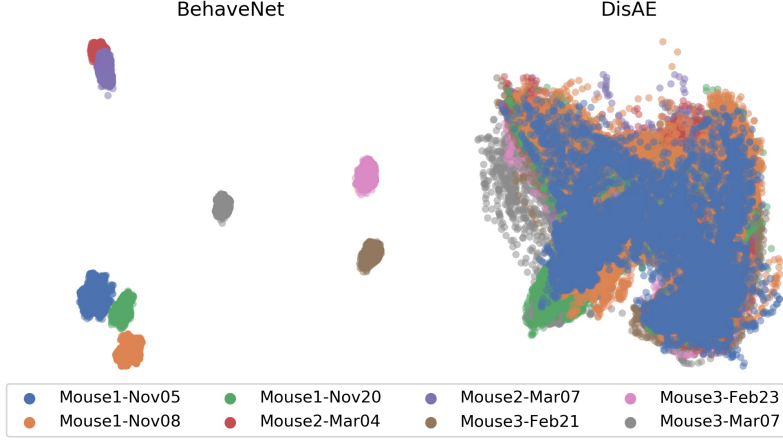 BehaveNet DisAE
Mouse1-Nov05 Mouse1-Nov20 Mouse2-Mar07 Mouse3-Feb23
Mouse1-Nov08 Mouse2-Mar04 Mouse3-Feb21 Mouse3-Mar07